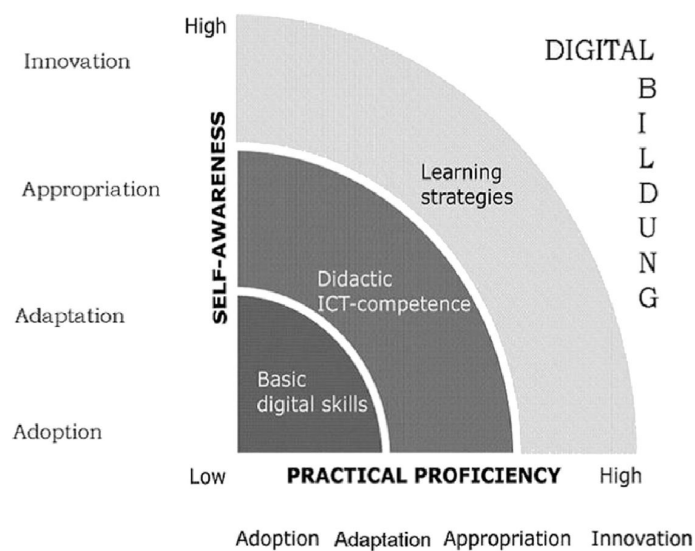 High
DIGITAL
B
I
L
D
U
N
G
Innovation
Appropriation
Adaptation
Adoption
SELF-AWARENESS
Learning
strategies
Didactic
ICT-competence
Basic
digital skills
Low PRACTICAL PROFICIENCY High
Adoption Adaptation Appropriation Innovation